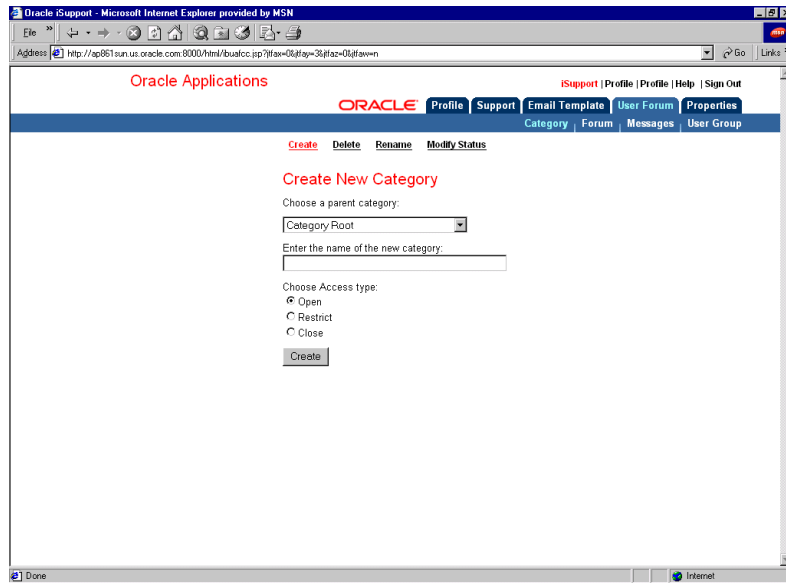 Oracle iSupport - Microsoft Internet Explorer provided by MSN
File »
Address http://ap861sun.us.oracle.com:8000/html/ibuafcc.jsp?jtfax=0&jtfay=3&jtfaz=0&jtfaw=n Go Links
Oracle Applications
iSupport | Profile | Profile | Help | Sign Out
ORACLE Profile Support Email Template User Forum Properties
Category | Forum | Messages | User Group
Create Delete Rename Modify Status
Create New Category
Choose a parent category:
Category Root
Enter the name of the new category:
Choose Access type:
Open
Restrict
Close
Create
Done Internet